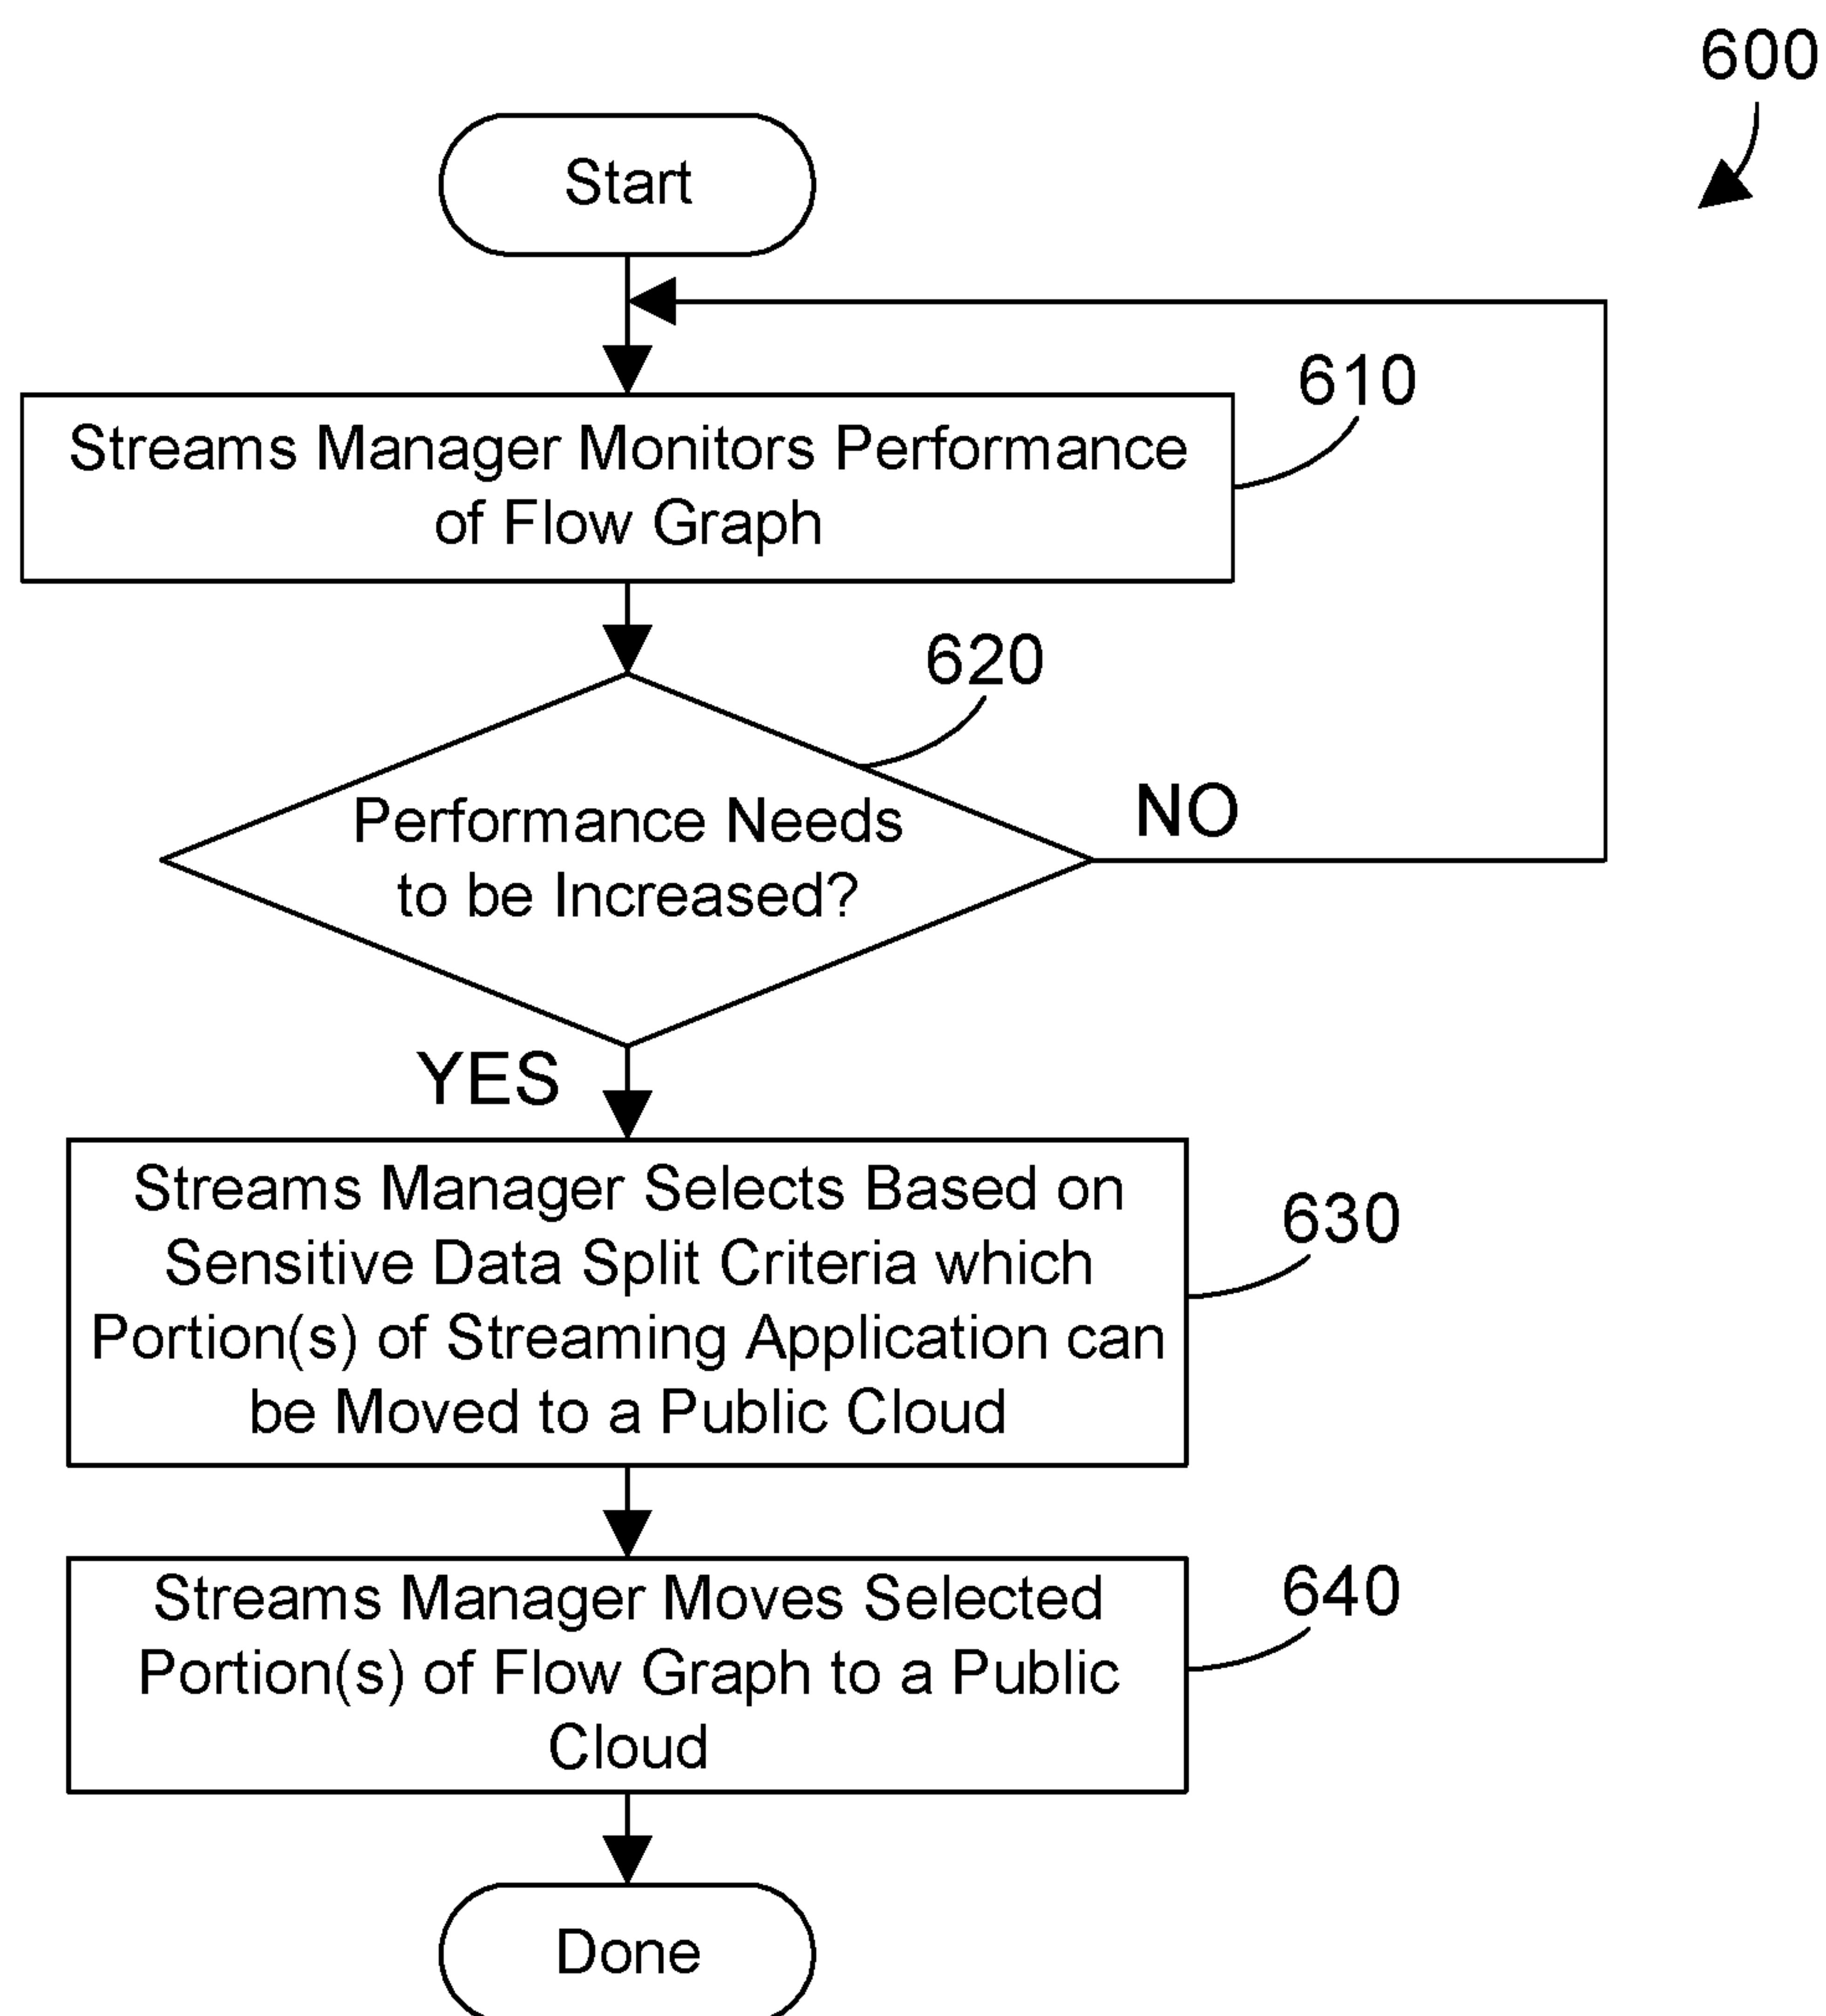 600
Start
610
Streams Manager Monitors Performance
of Flow Graph
620
Performance Needs
to be Increased?
NO
YES
Streams Manager Selects Based on
Sensitive Data Split Criteria which
Portion(s) of Streaming Application can
be Moved to a Public Cloud
630
Streams Manager Moves Selected
Portion(s) of Flow Graph to a Public
Cloud
640
Done